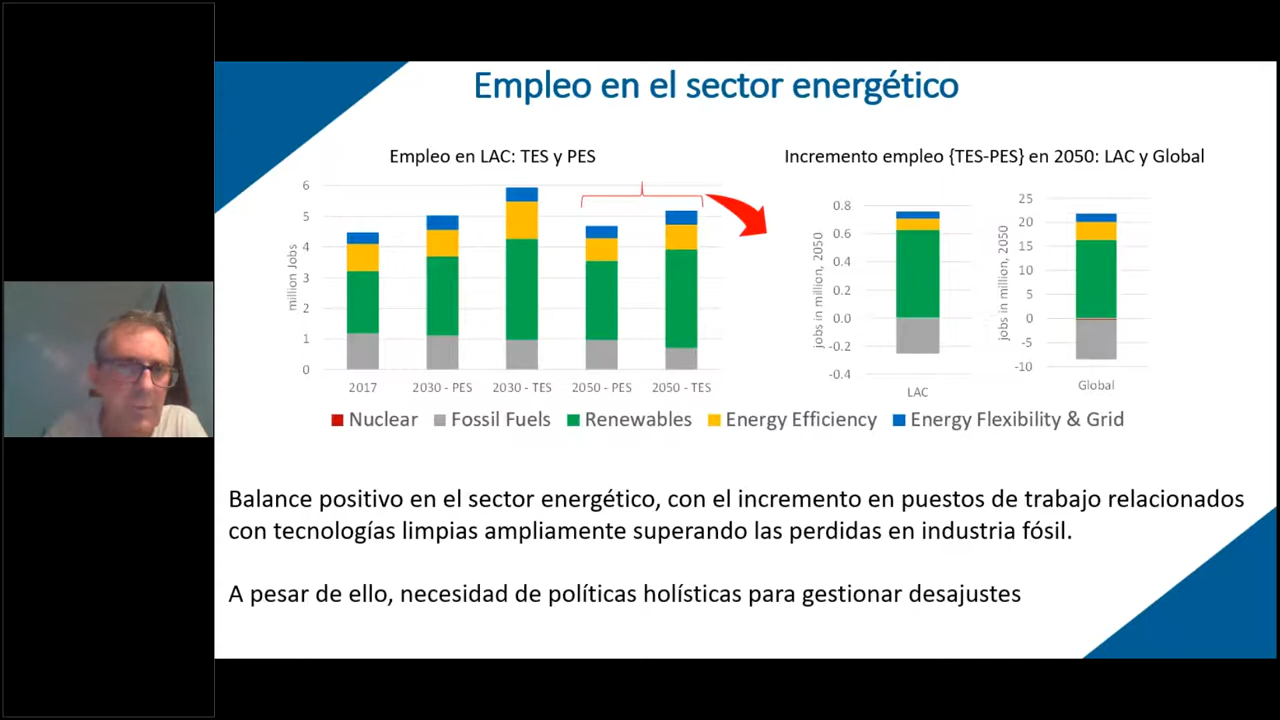 Empleo en el sector energético
Empleo en LAC: TES y PES
6
5
4
3
2
1
0
million Jobs
2017
2030 - PES
2030 - TES
2050 - PES
2050 - TES
Incremento empleo {TES-PES} en 2050: LAC y Global
0.8
0.6
0.4
0.2
0.0
-0.2
-0.4
jobs in million, 2050
LAC
25
20
15
10
5
0
-5
-10
jobs in million, 2050
Global
Nuclear Fossil Fuels Renewables Energy Efficiency Energy Flexibility & Grid
Balance positivo en el sector energético, con el incremento en puestos de trabajo relacionados
con tecnologías limpias ampliamente superando las perdidas en industria fósil.
A pesar de ello, necesidad de políticas holísticas para gestionar desajustes